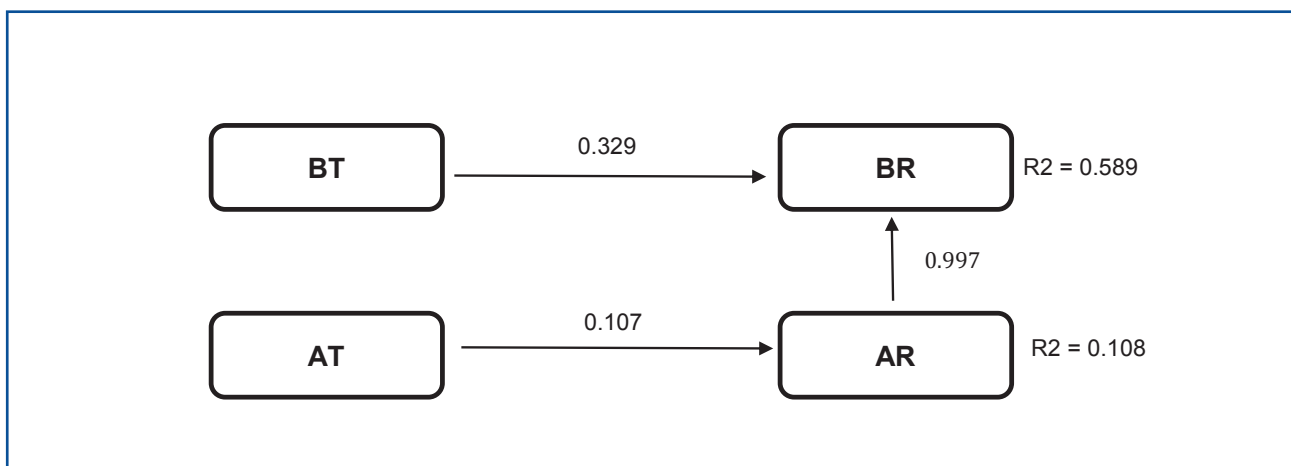 0.329
BT
BR
R2 = 0.589
0.997
0.107
AT
AR
R2 = 0.108